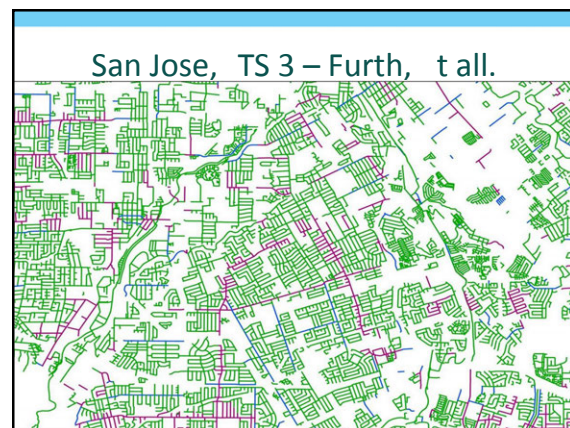 San Jose, TS 3 – Furth, t all.